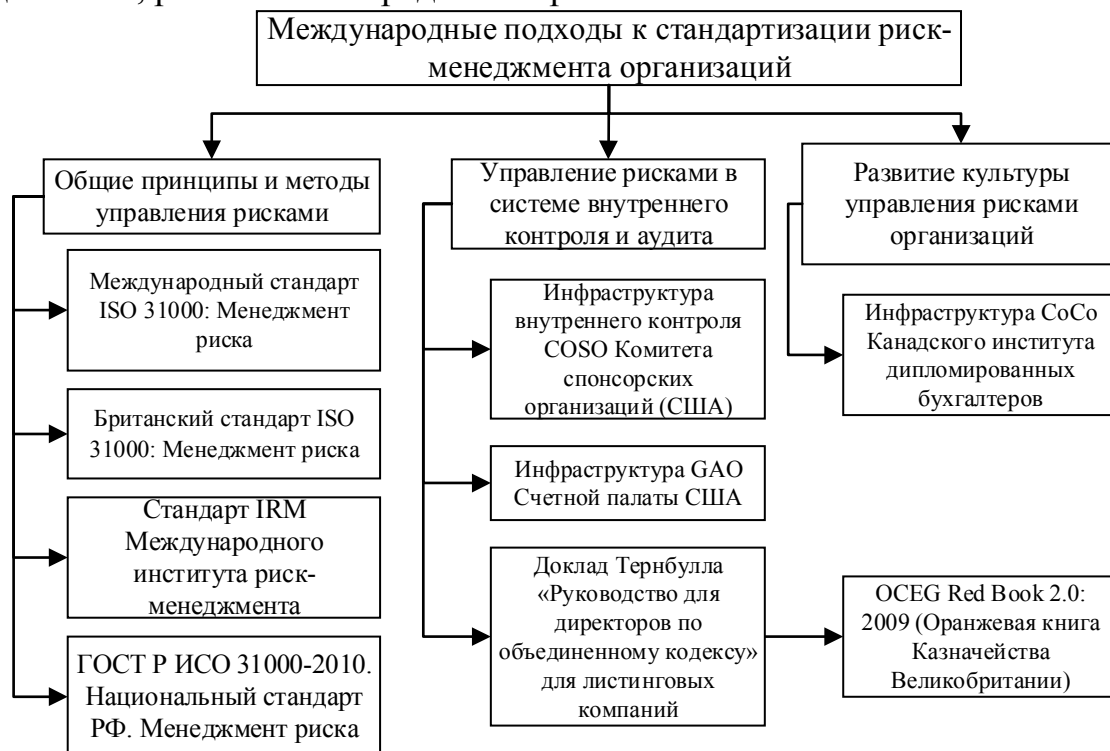 Международные подходы к стандартизации риск-
менеджмента организаций
Общие принципы и методы
управления рисками
Международный стандарт
ISO 31000: Менеджмент
риска
Британский стандарт ISO
31000: Менеджмент риска
Стандарт IRM
Международного
института риск-
менеджмента
ГОСТ Р ИСО 31000-2010.
Национальный стандарт
РФ. Менеджмент риска
Управление рисками в
системе внутреннего
контроля и аудита
Инфраструктура
внутреннего контроля
COSO Комитета
спонсорских
организаций (США)
Инфраструктура GAO
Счетной палаты США
Доклад Тернбулла
«Руководство для
директоров по
объединенному кодексу»
для листинговых
компаний
Развитие культуры
управления рисками
организаций
Инфраструктура CoCo
Канадского института
дипломированных
бухгалтеров
OCEG Red Book 2.0:
2009 (Оранжевая книга
Казначейства
Великобритании)